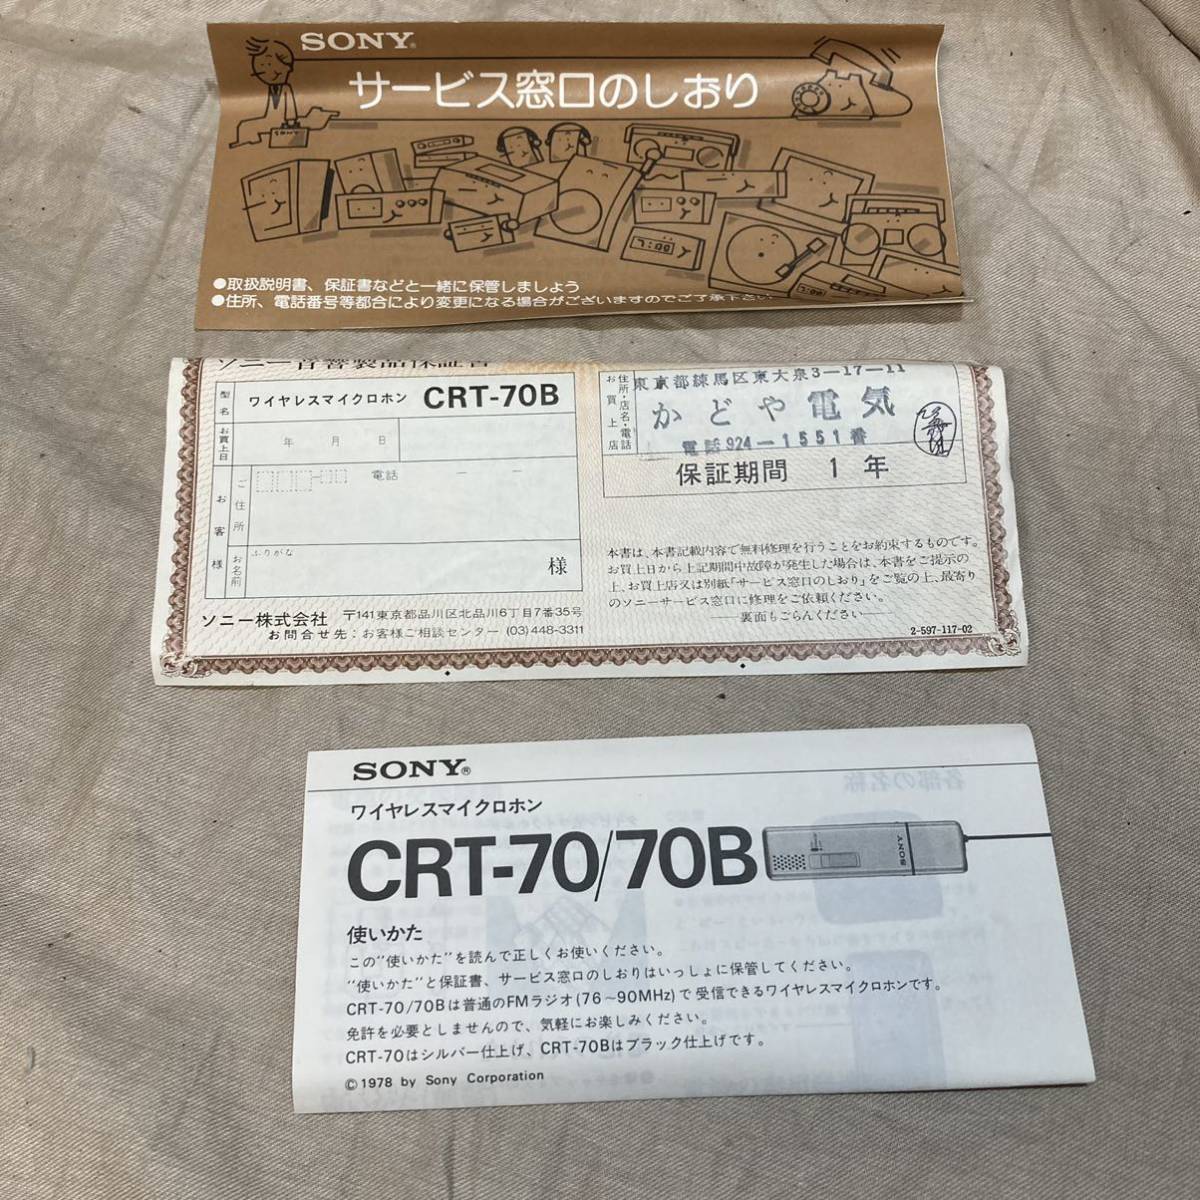 SONY®
サービス窓口のしおり
SONY
7:00
●取扱説明書、保証書などと一緒に保管しましょう
●住所、電話番号等都合により変更になる場合がございますのでご了承下さい
ソニー音響製品保証書
型名
ワイヤレスマイクロホン CRT-70B
お買上日
年 月 日
お客様
ご住所
電話 — —
ふりがな
お名前
様
ソニー株式会社 〒141東京都品川区北品川6丁目7番35号
お問合せ先:お客様ご相談センター (03)448-3311
お買上店
住所・店名・電話
東京都練馬区東大泉3-17-11
かどや電気
電話924-1551番
保証期間 1年
本書は、本書記載内容で無料修理を行うことをお約束するものです。
お買上日から上記期間中故障が発生した場合は、本書をご提示の
上、お買上店又は別紙「サービス窓口のしおり」をご覧の上、最寄り
のソニーサービス窓口に修理をご依頼ください。
——裏面もごらんください——
2-597-117-02
SONY®
ワイヤレスマイクロホン
CRT-70/70B
SONY
使いかた
この"使いかた"を読んで正しくお使いください。
"使いかた"と保証書、サービス窓口のしおりはいっしょに保管してください。
CRT-70/70Bは普通のFMラジオ(76~90MHz)で受信できるワイヤレスマイクロホンです。
免許を必要としませんので、気軽にお楽しみください。
CRT-70はシルバー仕上げ、CRT-70Bはブラック仕上げです。
©1978 by Sony Corporation